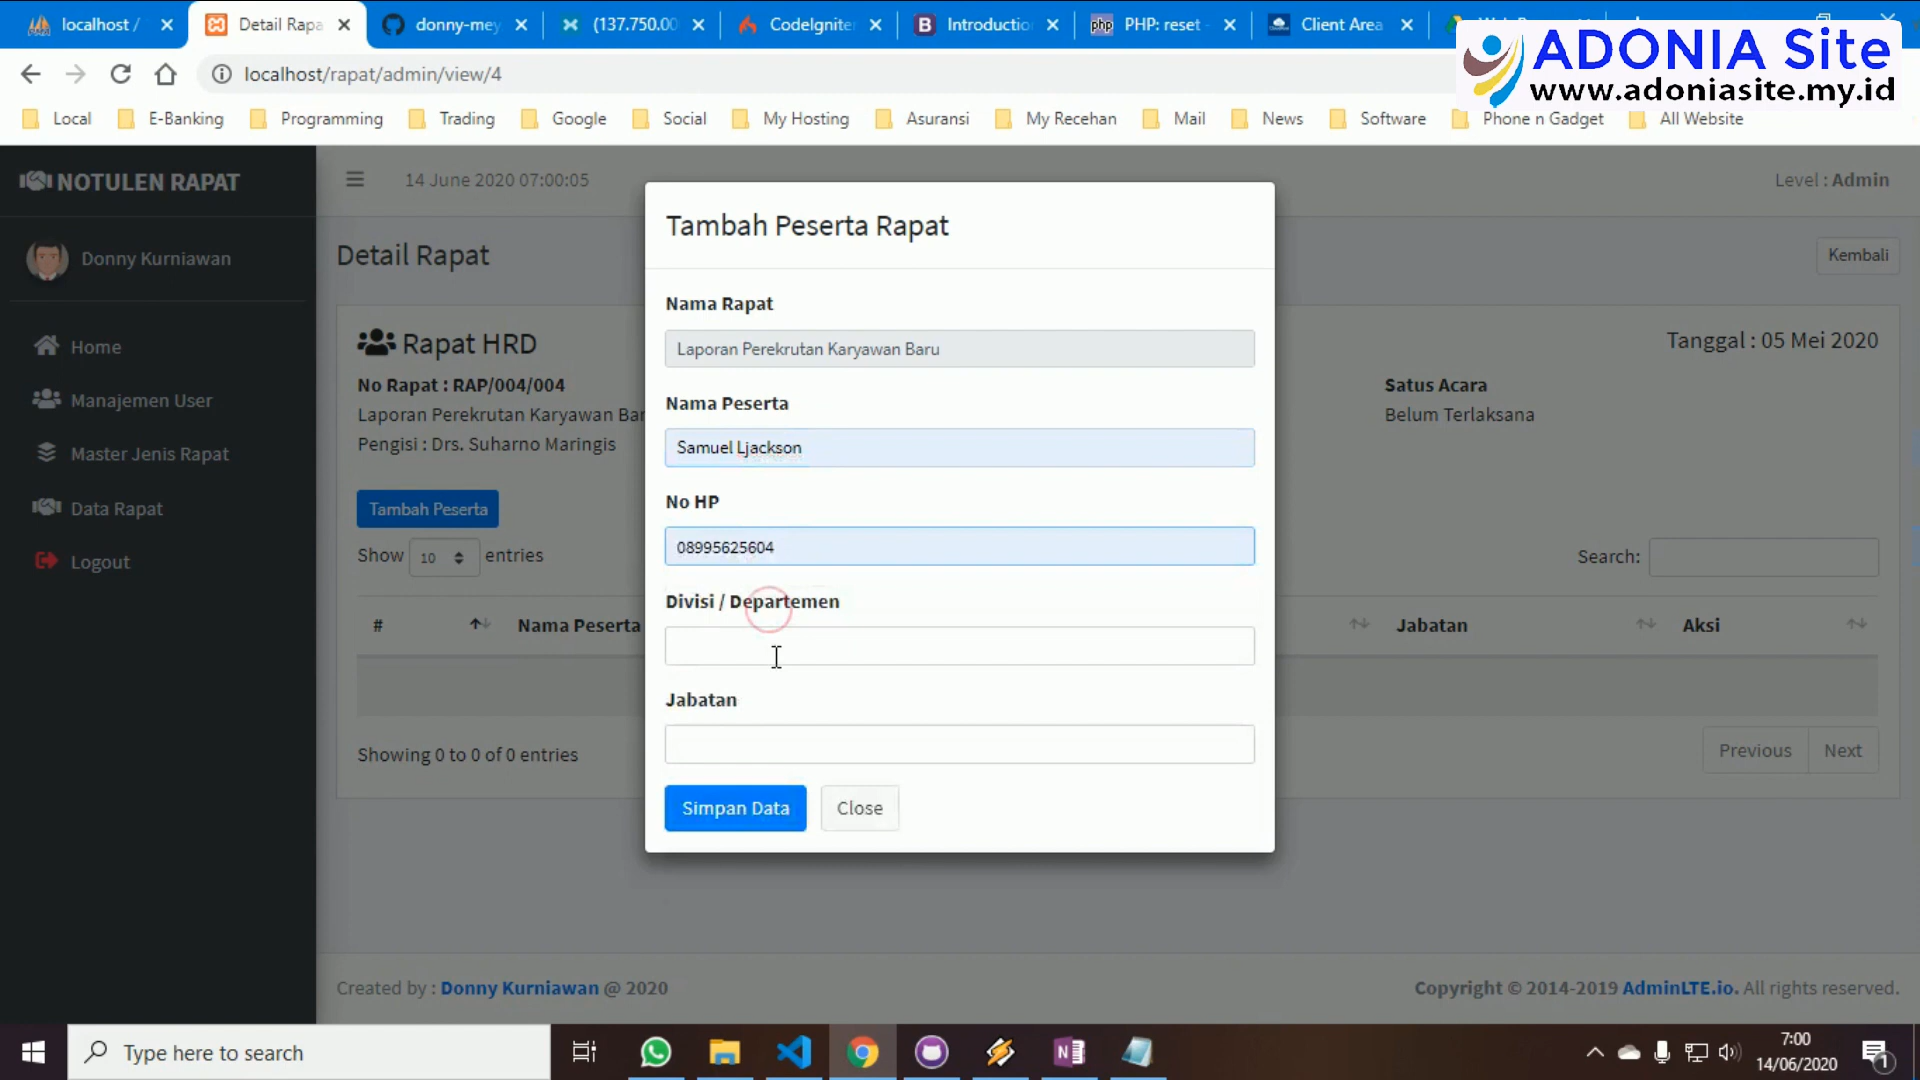 localhost /
Detail Rapa
donny-mey
(137.750.00
CodeIgnite
Introductio
PHP: reset -
Client Area
ADONIA Site
www.adoniasite.my.id
localhost/rapat/admin/view/4
Local
E-Banking
Programming
Trading
Google
Social
My Hosting
Asuransi
My Recehan
Mail
News
Software
Phone n Gadget
All Website
NOTULEN RAPAT
14 June 2020 07:00:05
Level : Admin
Donny Kurniawan
Home
Manajemen User
Master Jenis Rapat
Data Rapat
Logout
Detail Rapat
Kembali
Rapat HRD
Tanggal : 05 Mei 2020
No Rapat : RAP/004/004
Laporan Perekrutan Karyawan Bar
Pengisi : Drs. Suharno Maringis
Satus Acara
Belum Terlaksana
Tambah Peserta
Show 10 entries
Search:
#
Nama Peserta
Jabatan
Aksi
Showing 0 to 0 of 0 entries
Previous
Next
Tambah Peserta Rapat
Nama Rapat
Laporan Perekrutan Karyawan Baru
Nama Peserta
Samuel Ljackson
No HP
08995625604
Divisi / Departemen
Jabatan
Simpan Data
Close
Created by : Donny Kurniawan @ 2020
Copyright © 2014-2019 AdminLTE.io. All rights reserved.
Type here to search
7:00
14/06/2020
1